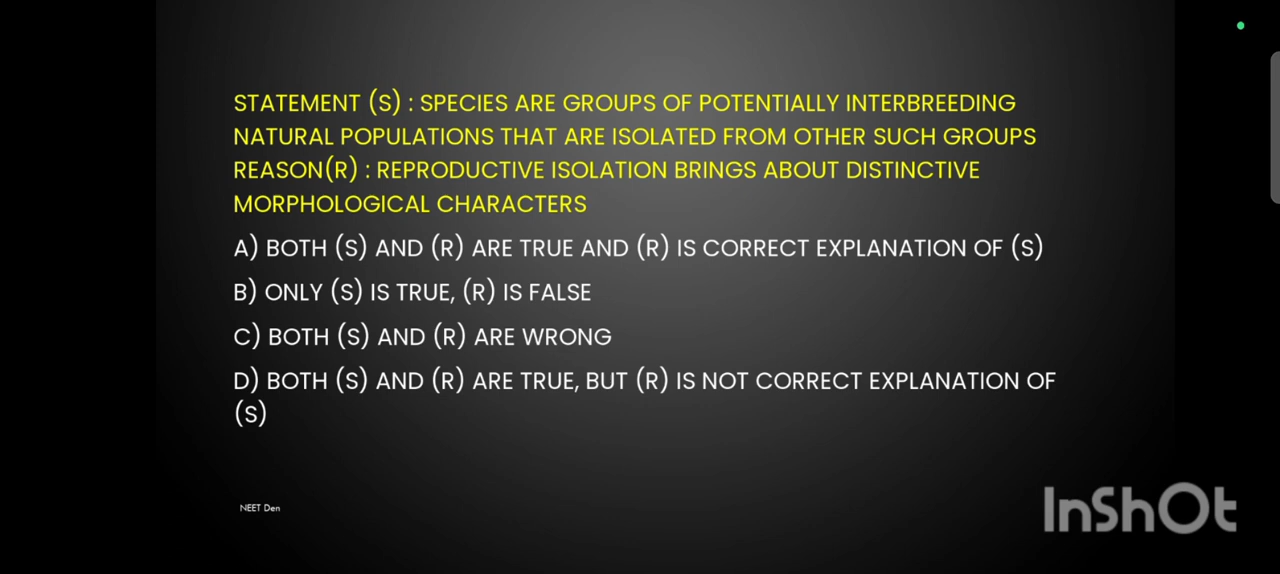 STATEMENT (S) : SPECIES ARE GROUPS OF POTENTIALLY INTERBREEDING
NATURAL POPULATIONS THAT ARE ISOLATED FROM OTHER SUCH GROUPS
REASON(R) : REPRODUCTIVE ISOLATION BRINGS ABOUT DISTINCTIVE
MORPHOLOGICAL CHARACTERS
A) BOTH (S) AND (R) ARE TRUE AND (R) IS CORRECT EXPLANATION OF (S)
B) ONLY (S) IS TRUE, (R) IS FALSE
C) BOTH (S) AND (R) ARE WRONG
D) BOTH (S) AND (R) ARE TRUE, BUT (R) IS NOT CORRECT EXPLANATION OF
(S)
NEET Den
InShOt